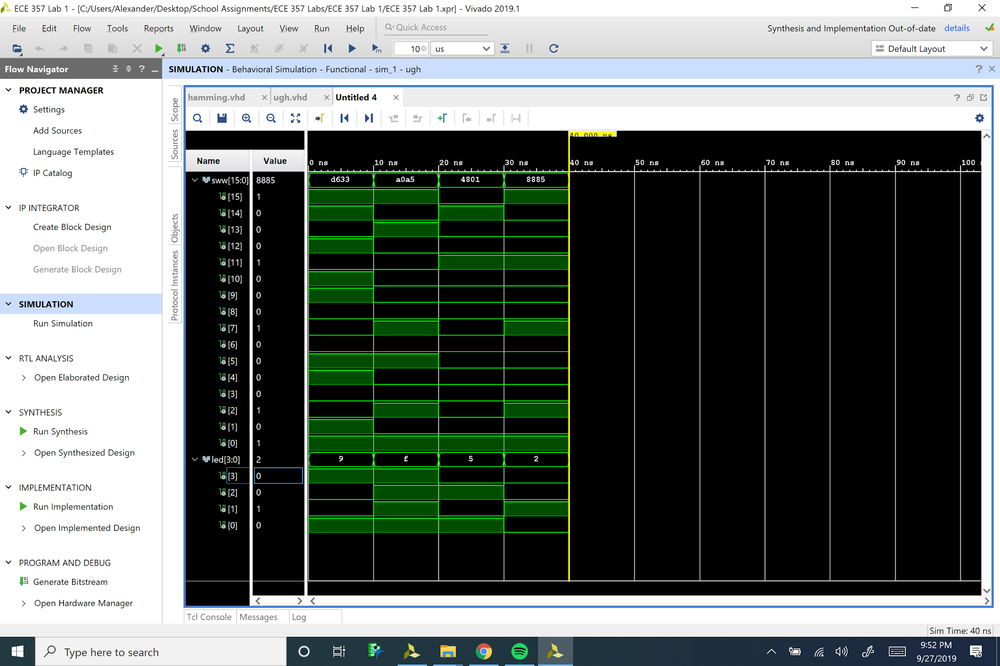 ECE 357 Lab 1 - [C:/Users/Alexander/Desktop/School Assignments/ECE 357 Labs/ECE 357 Lab 1/ECE 357 Lab 1.xpr] - Vivado 2019.1
File Edit Flow Tools Reports Window Layout View Run Help Quick Access Synthesis and Implementation Out-of-date details
10 us Default Layout
Flow Navigator
SIMULATION - Behavioral Simulation - Functional - sim_1 - ugh
PROJECT MANAGER
Settings
Add Sources
Language Templates
IP Catalog
IP INTEGRATOR
Create Block Design
Open Block Design
Generate Block Design
SIMULATION
Run Simulation
RTL ANALYSIS
Open Elaborated Design
SYNTHESIS
Run Synthesis
Open Synthesized Design
IMPLEMENTATION
Run Implementation
Open Implemented Design
PROGRAM AND DEBUG
Generate Bitstream
Open Hardware Manager
Scope
Sources
Objects
Protocol Instances
hamming.vhd ugh.vhd Untitled 4
40.000 ns
Name Value
0 ns 10 ns 20 ns 30 ns 40 ns 50 ns 60 ns 70 ns 80 ns 90 ns 100
sww[15:0] 8885 d633 a0a5 4801 8885
[15] 1
[14] 0
[13] 0
[12] 0
[11] 1
[10] 0
[9] 0
[8] 0
[7] 1
[6] 0
[5] 0
[4] 0
[3] 0
[2] 1
[1] 0
[0] 1
led[3:0] 2 9 f 5 2
[3] 0
[2] 0
[1] 1
[0] 0
Tcl Console Messages Log
Sim Time: 40 ns
Type here to search
9:52 PM
9/27/2019